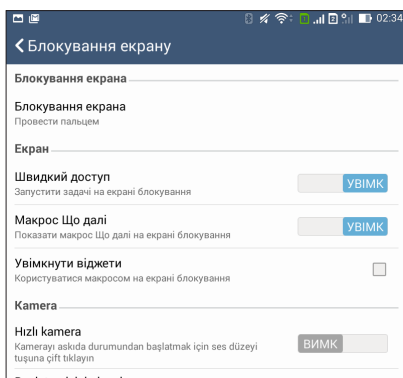 02:34
Блокування екрану
Блокування екрана
Блокування екрана
Провести пальцем
Екран
Швидкий доступ
Запустити задачі на екрані блокування
УВІМК
Макрос Що далі
Показати макрос Що далі на екрані блокування
УВІМК
Увімкнути віджети
Користуватися макросом на екрані блокування
Kamera
Hızlı kamera
Kamerayı askıda durumundan başlatmak için ses düzeyi
tuşuna çift tıklayın
ВИМК